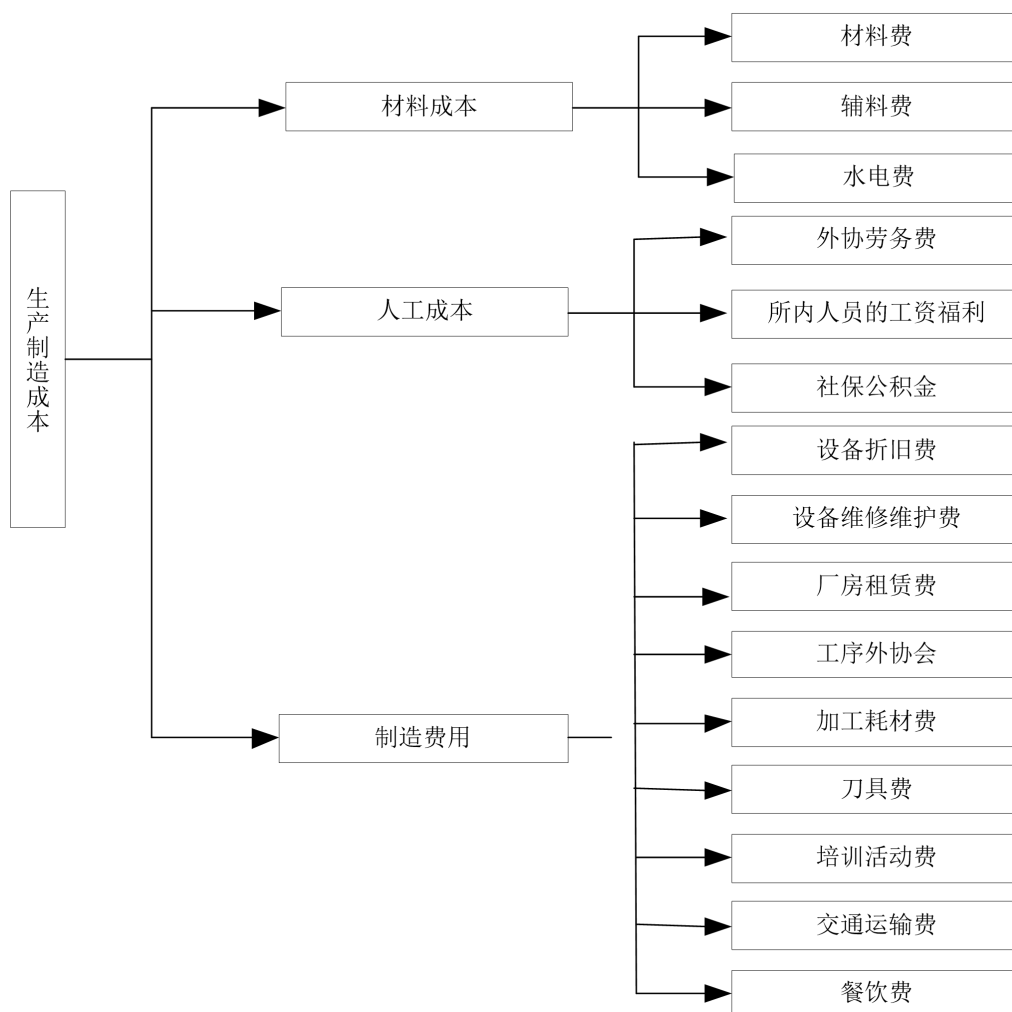 生产制造成本
材料成本
材料费
辅料费
水电费
人工成本
外协劳务费
所内人员的工资福利
社保公积金
制造费用
设备折旧费
设备维修维护费
厂房租赁费
工序外协会
加工耗材费
刀具费
培训活动费
交通运输费
餐饮费